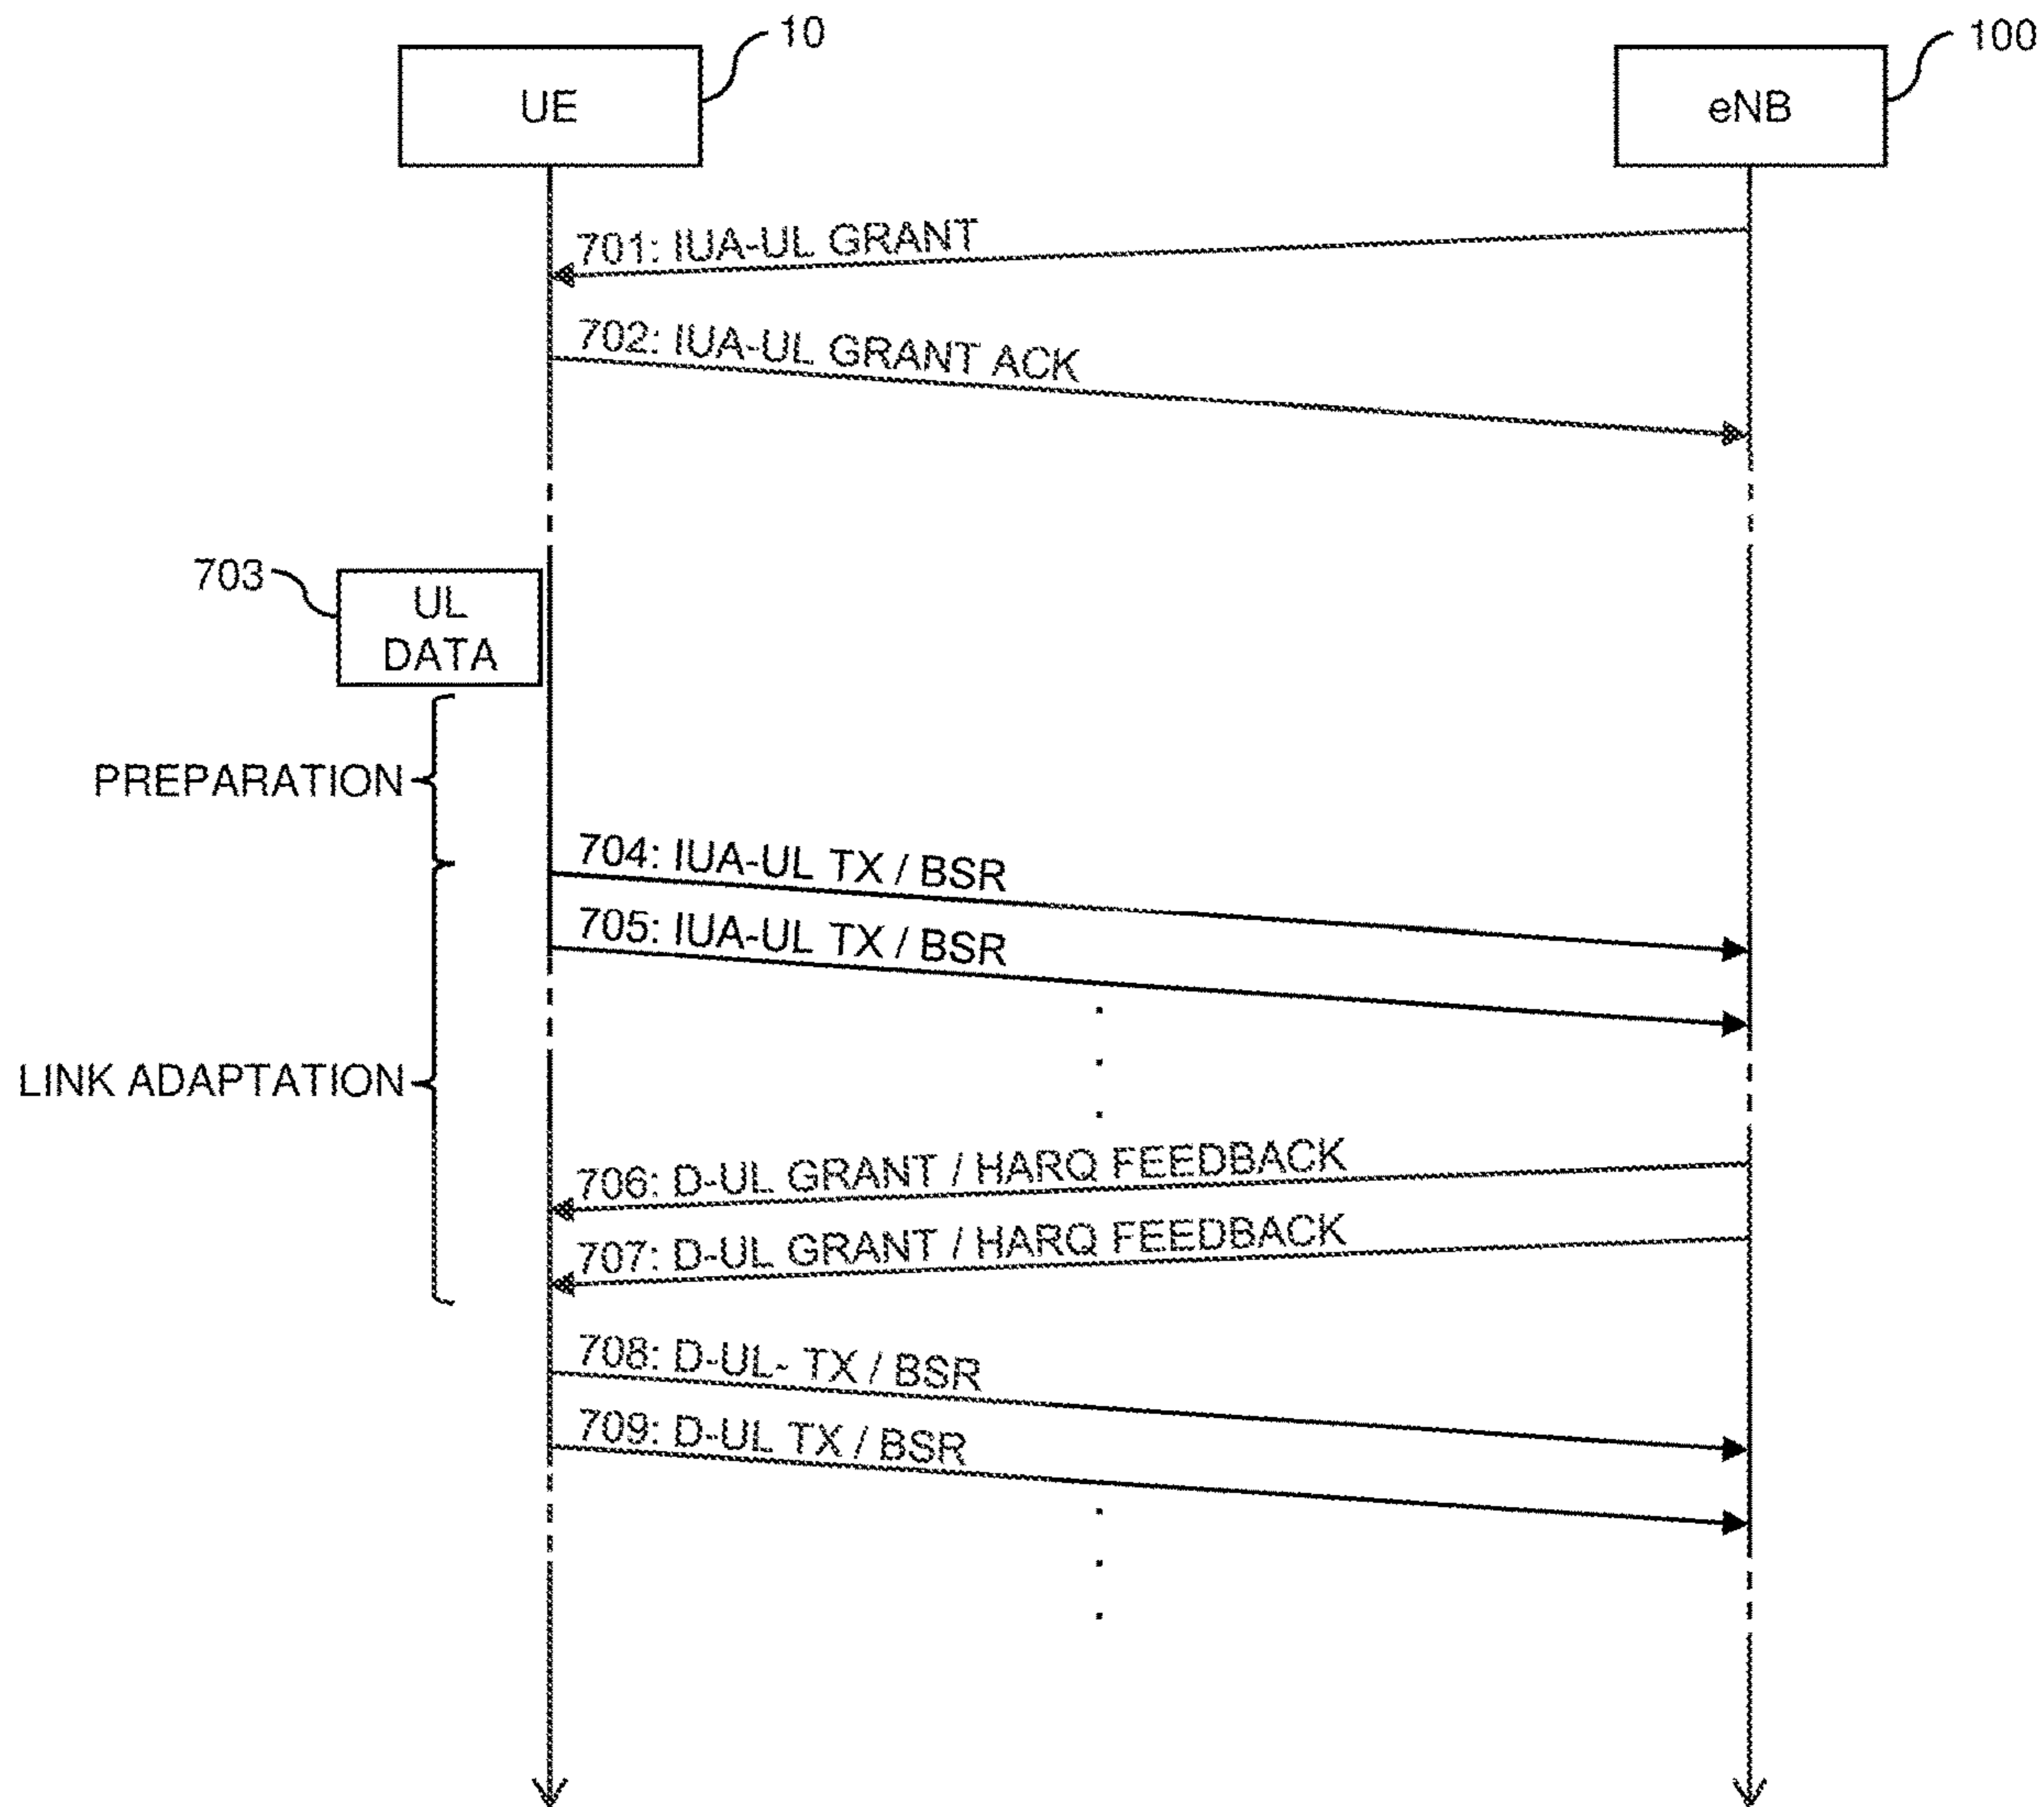 10
100
UE
eNB
701: IUA-UL GRANT
702: IUA-UL GRANT ACK
703
UL
DATA
PREPARATION
704: IUA-UL TX / BSR
705: IUA-UL TX / BSR
LINK ADAPTATION
706: D-UL GRANT / HARQ FEEDBACK
707: D-UL GRANT / HARQ FEEDBACK
708: D-UL- TX / BSR
709: D-UL TX / BSR